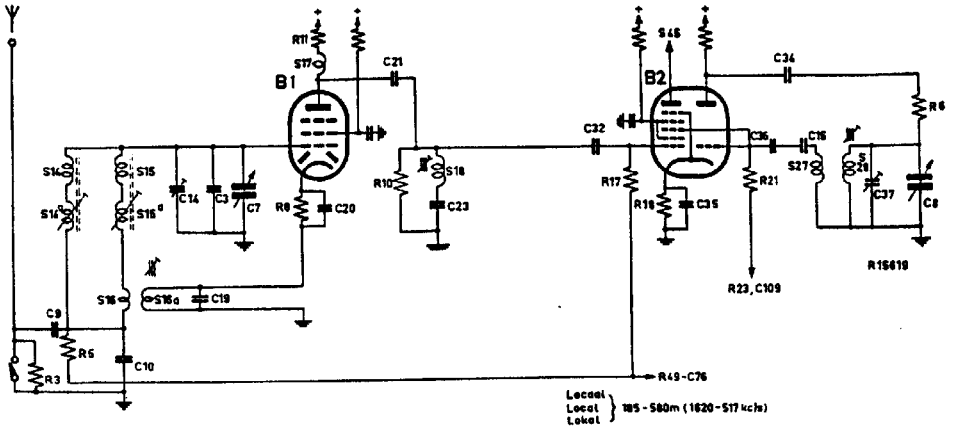 + + + +
R11 S45 C34
S17 C21
B1 B2
R6
S14 S15 C32 C36 C16 S
S27 28
S14a S15a C14 C3 C7 R8 C20 R10 S18 R17 R18 C35 R21 C37 C8
C23
S16 S16a C19 R23, C109 R15619
C9
R5
R3 C10
R49-C76
Locaal
Local } 185-580m (1620-517 kc/s)
Lokal